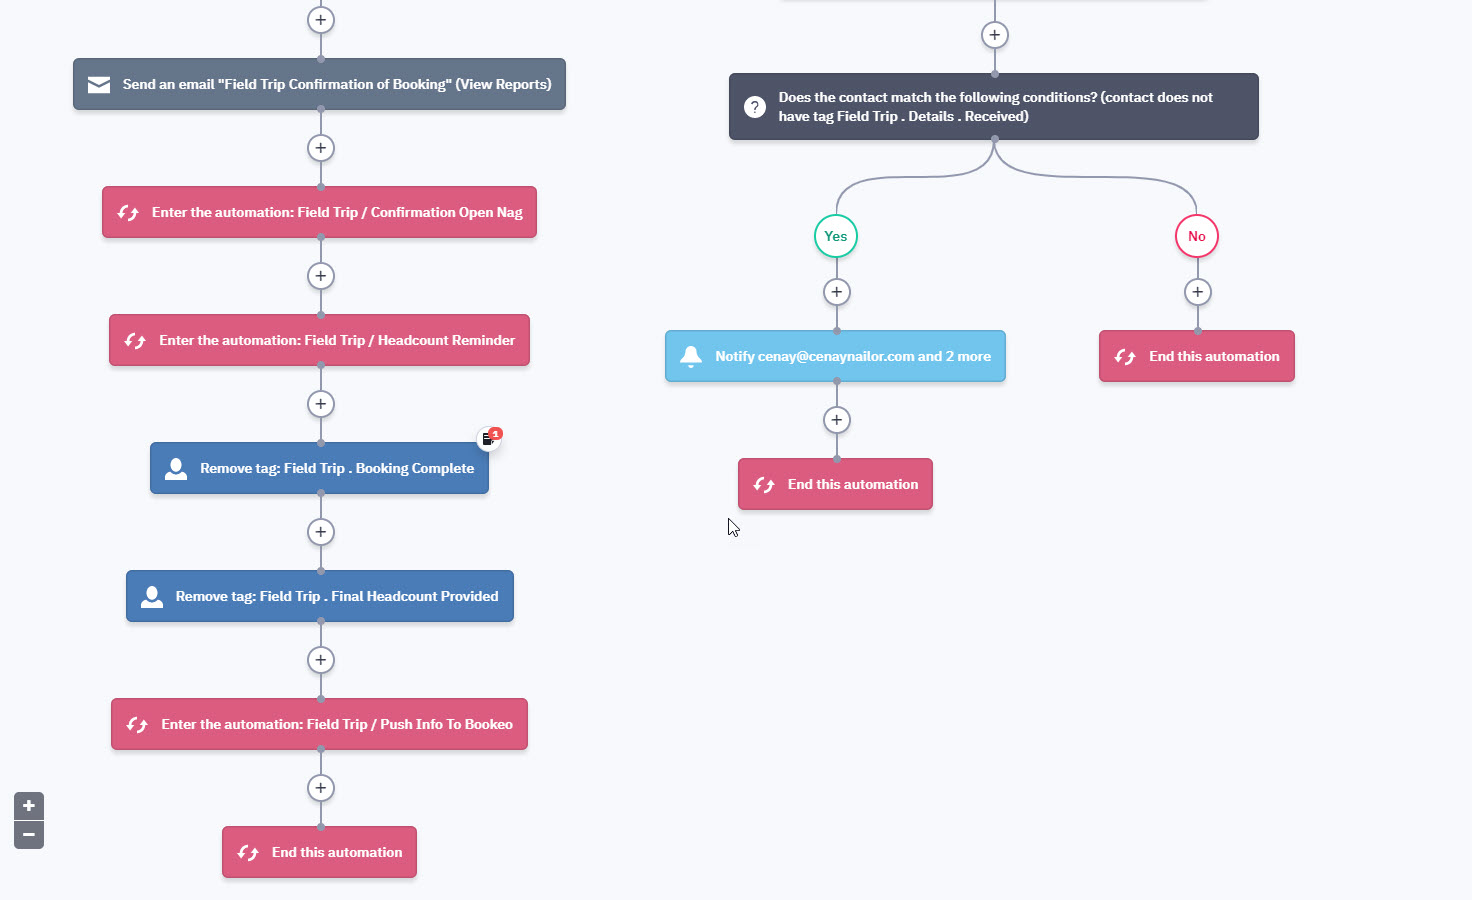 Send an email "Field Trip Confirmation of Booking" (View Reports)
Enter the automation: Field Trip / Confirmation Open Nag
Enter the automation: Field Trip / Headcount Reminder
1
Remove tag: Field Trip . Booking Complete
Remove tag: Field Trip . Final Headcount Provided
Enter the automation: Field Trip / Push Info To Bookeo
End this automation
Does the contact match the following conditions? (contact does not
have tag Field Trip . Details . Received)
Yes
No
Notify cenay@cenaynailor.com and 2 more
End this automation
End this automation